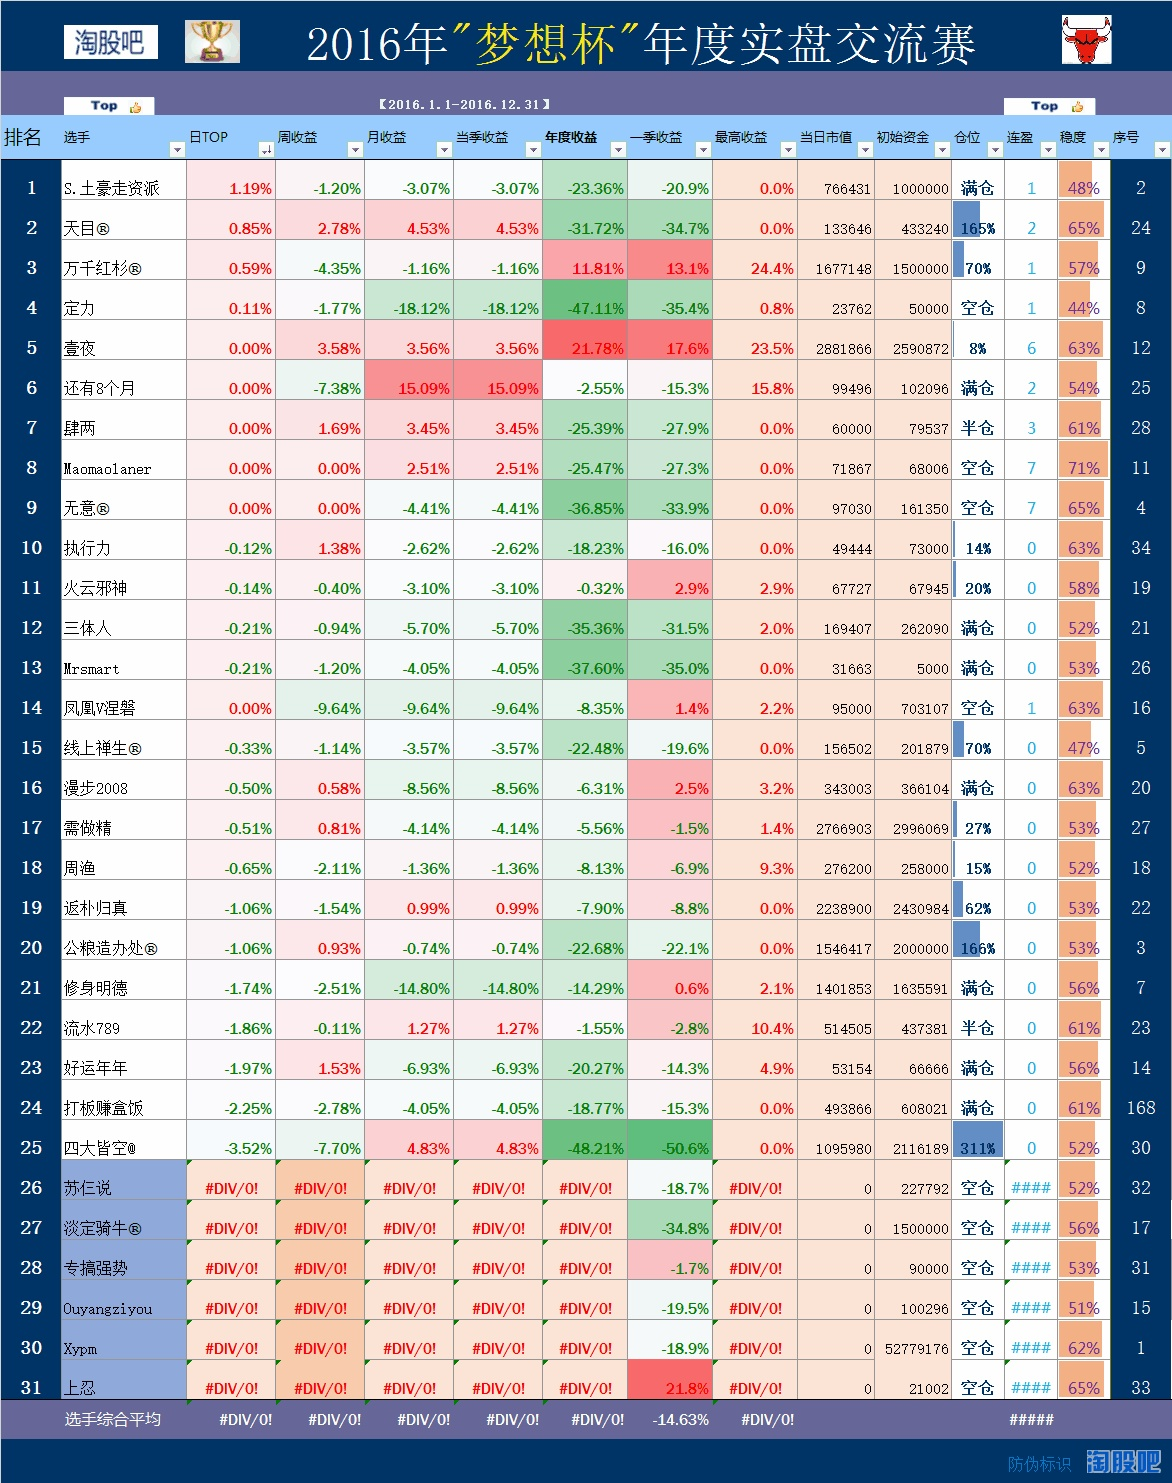 淘股吧
2016年"梦想杯"年度实盘交流赛
Top 【2016.1.1-2016.12.31】 Top
排名 选手 日TOP 周收益 月收益 当季收益 年度收益 一季收益 最高收益 当日市值 初始资金 仓位 连盈 稳度 序号
1 S.土豪走资派 1.19% -1.20% -3.07% -3.07% -23.36% -20.9% 0.0% 766431 1000000 满仓 1 48% 2
2 天目® 0.85% 2.78% 4.53% 4.53% -31.72% -34.7% 0.0% 133646 433240 165% 2 65% 24
3 万千红杉® 0.59% -4.35% -1.16% -1.16% 11.81% 13.1% 24.4% 1677148 1500000 70% 1 57% 9
4 定力 0.11% -1.77% -18.12% -18.12% -47.11% -35.4% 0.8% 23762 50000 空仓 1 44% 8
5 壹夜 0.00% 3.58% 3.56% 3.56% 21.78% 17.6% 23.5% 2881866 2590872 8% 6 63% 12
6 还有8个月 0.00% -7.38% 15.09% 15.09% -2.55% -15.3% 15.8% 99496 102096 满仓 2 54% 25
7 肆两 0.00% 1.69% 3.45% 3.45% -25.39% -27.9% 0.0% 60000 79537 半仓 3 61% 28
8 Maomaolaner 0.00% 0.00% 2.51% 2.51% -25.47% -27.3% 0.0% 71867 68006 空仓 7 71% 11
9 无意® 0.00% 0.00% -4.41% -4.41% -36.85% -33.9% 0.0% 97030 161350 空仓 7 65% 4
10 执行力 -0.12% 1.38% -2.62% -2.62% -18.23% -16.0% 0.0% 49444 73000 14% 0 63% 34
11 火云邪神 -0.14% -0.40% -3.10% -3.10% -0.32% 2.9% 2.9% 67727 67945 20% 0 58% 19
12 三体人 -0.21% -0.94% -5.70% -5.70% -35.36% -31.5% 2.0% 169407 262090 满仓 0 52% 21
13 Mrsmart -0.21% -1.20% -4.05% -4.05% -37.60% -35.0% 0.0% 31663 5000 满仓 0 53% 26
14 凤凰V涅磐 0.00% -9.64% -9.64% -9.64% -8.35% 1.4% 2.2% 95000 703107 空仓 1 63% 16
15 线上禅生® -0.33% -1.14% -3.57% -3.57% -22.48% -19.6% 0.0% 156502 201879 70% 0 47% 5
16 漫步2008 -0.50% 0.58% -8.56% -8.56% -6.31% 2.5% 3.2% 343003 366104 满仓 0 63% 20
17 需做精 -0.51% 0.81% -4.14% -4.14% -5.56% -1.5% 1.4% 2766903 2996069 27% 0 53% 27
18 周渔 -0.65% -2.11% -1.36% -1.36% -8.13% -6.9% 9.3% 276200 258000 15% 0 52% 18
19 返朴归真 -1.06% -1.54% 0.99% 0.99% -7.90% -8.8% 0.0% 2238900 2430984 62% 0 53% 22
20 公粮造办处® -1.06% 0.93% -0.74% -0.74% -22.68% -22.1% 0.0% 1546417 2000000 166% 0 53% 3
21 修身明德 -1.74% -2.51% -14.80% -14.80% -14.29% 0.6% 2.1% 1401853 1635591 满仓 0 56% 7
22 流水789 -1.86% -0.11% 1.27% 1.27% -1.55% -2.8% 10.4% 514505 437381 半仓 0 61% 23
23 好运年年 -1.97% 1.53% -6.93% -6.93% -20.27% -14.3% 4.9% 53154 66666 满仓 0 56% 14
24 打板赚盒饭 -2.25% -2.78% -4.05% -4.05% -18.77% -15.3% 0.0% 493866 608021 满仓 0 61% 168
25 四大皆空@ -3.52% -7.70% 4.83% 4.83% -48.21% -50.6% 0.0% 1095980 2116189 311% 0 52% 30
26 苏仨说 #DIV/0! #DIV/0! #DIV/0! #DIV/0! #DIV/0! -18.7% #DIV/0! 0 227792 空仓 #### 52% 32
27 淡定骑牛® #DIV/0! #DIV/0! #DIV/0! #DIV/0! #DIV/0! -34.8% #DIV/0! 0 1500000 空仓 #### 56% 17
28 专搞强势 #DIV/0! #DIV/0! #DIV/0! #DIV/0! #DIV/0! -1.7% #DIV/0! 0 90000 空仓 #### 53% 31
29 Ouyangziyou #DIV/0! #DIV/0! #DIV/0! #DIV/0! #DIV/0! -19.5% #DIV/0! 0 100296 空仓 #### 51% 15
30 Xypm #DIV/0! #DIV/0! #DIV/0! #DIV/0! #DIV/0! -18.9% #DIV/0! 0 52779176 空仓 #### 62% 1
31 上忍 #DIV/0! #DIV/0! #DIV/0! #DIV/0! #DIV/0! 21.8% #DIV/0! 0 21002 空仓 #### 65% 33
选手综合平均 #DIV/0! #DIV/0! #DIV/0! #DIV/0! #DIV/0! -14.63% #DIV/0! #####
防伪标识 淘股吧